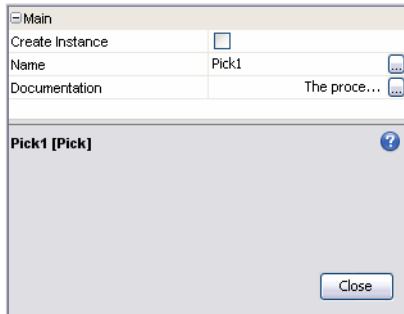 Main
Create Instance
Name Pick1 ...
Documentation The proce... ...
Pick1 [Pick]
Close